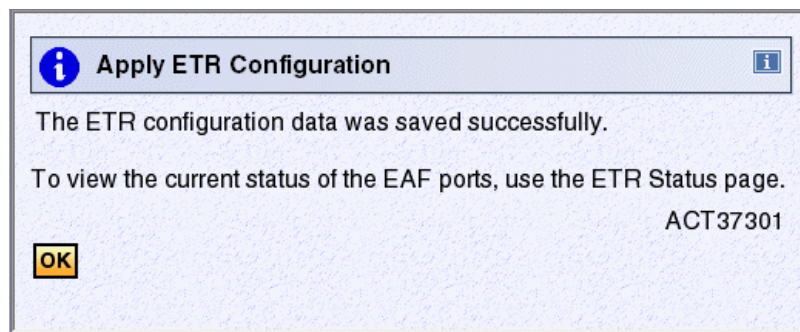 Apply ETR Configuration
The ETR configuration data was saved successfully.
To view the current status of the EAF ports, use the ETR Status page.
ACT37301
OK